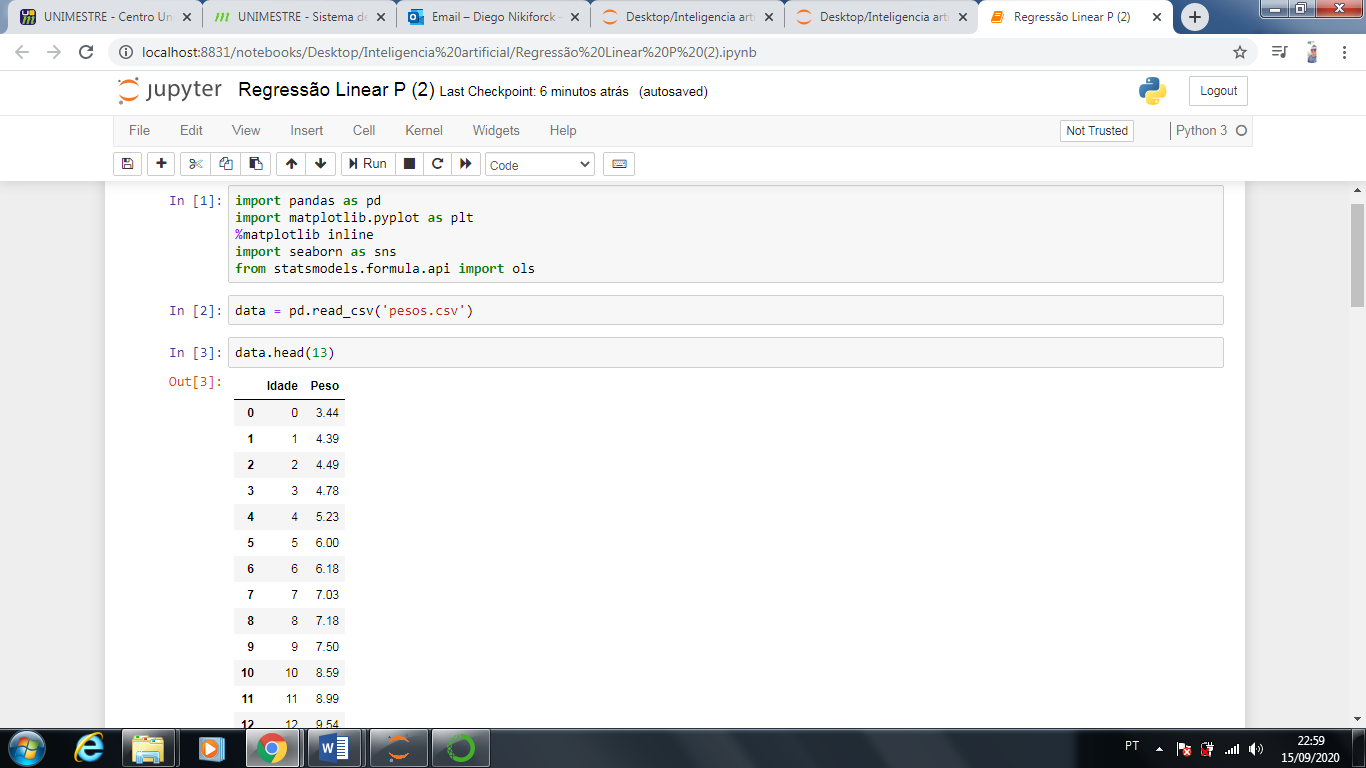 UNIMESTRE - Centro Un
UNIMESTRE - Sistema de
Email – Diego Nikiforck -
Desktop/Inteligencia arti
Desktop/Inteligencia arti
Regressão Linear P (2)
localhost:8831/notebooks/Desktop/Inteligencia%20artificial/Regressão%20Linear%20P%20(2).ipynb
jupyter Regressão Linear P (2) Last Checkpoint: 6 minutos atrás (autosaved)
Logout
File Edit View Insert Cell Kernel Widgets Help
Not Trusted
Python 3
Run
Code
In [1]: import pandas as pd
import matplotlib.pyplot as plt
%matplotlib inline
import seaborn as sns
from statsmodels.formula.api import ols
In [2]: data = pd.read_csv('pesos.csv')
In [3]: data.head(13)
Out[3]:
Idade Peso
0 0 3.44
1 1 4.39
2 2 4.49
3 3 4.78
4 4 5.23
5 5 6.00
6 6 6.18
7 7 7.03
8 8 7.18
9 9 7.50
10 10 8.59
11 11 8.99
12 12 9.54
PT
22:59
15/09/2020